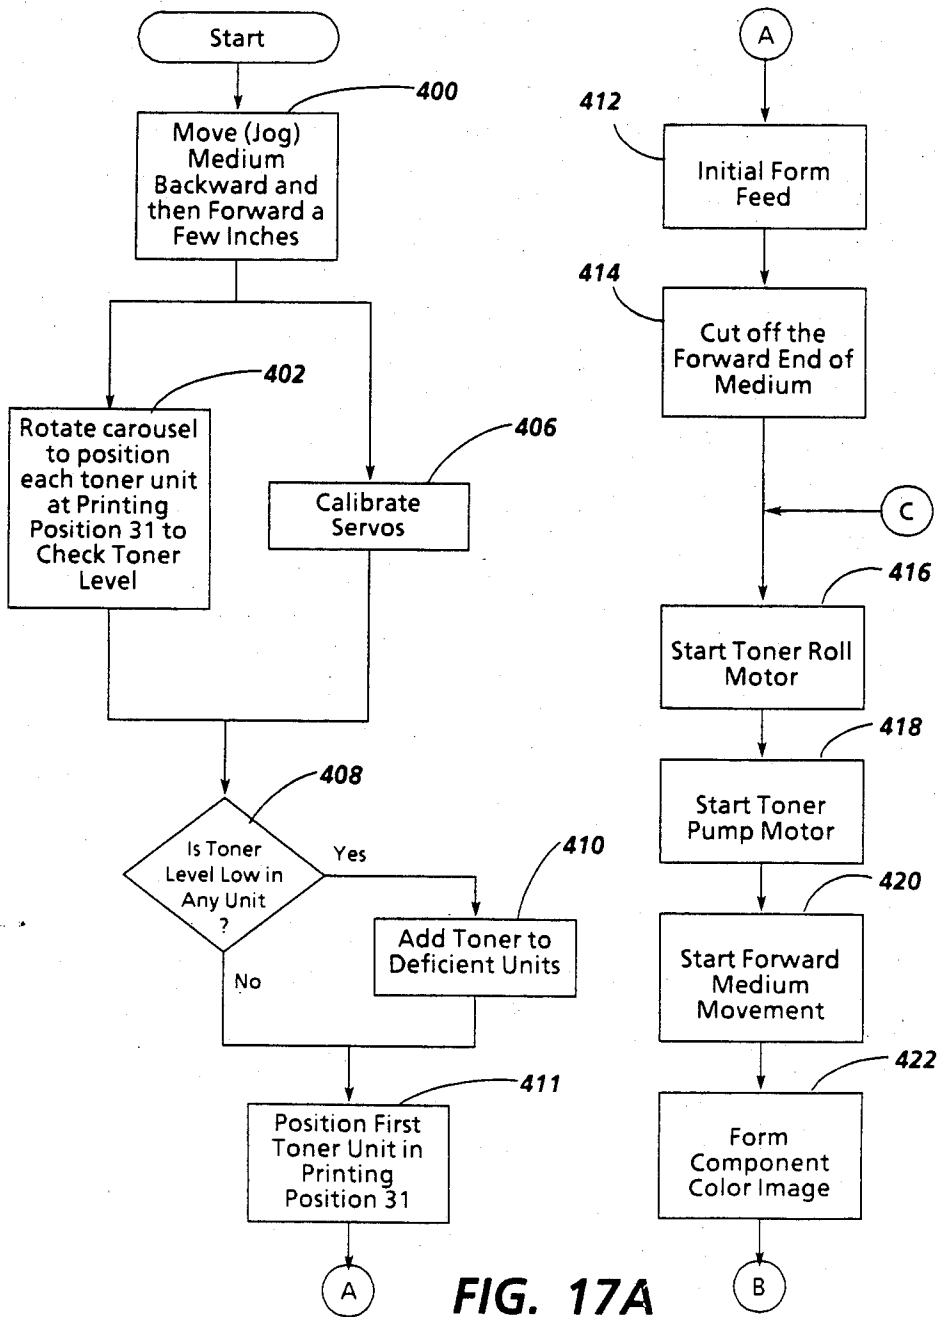 Start
400
Move (Jog)
Medium
Backward and
then Forward a
Few Inches
402
Rotate carousel
to position
each toner unit
at Printing
Position 31 to
Check Toner
Level
406
Calibrate
Servos
408
Is Toner
Level Low in
Any Unit
?
Yes
No
410
Add Toner to
Deficient Units
411
Position First
Toner Unit in
Printing
Position 31
A
A
412
Initial Form
Feed
414
Cut off the
Forward End of
Medium
C
416
Start Toner Roll
Motor
418
Start Toner
Pump Motor
420
Start Forward
Medium
Movement
422
Form
Component
Color Image
B
FIG. 17A